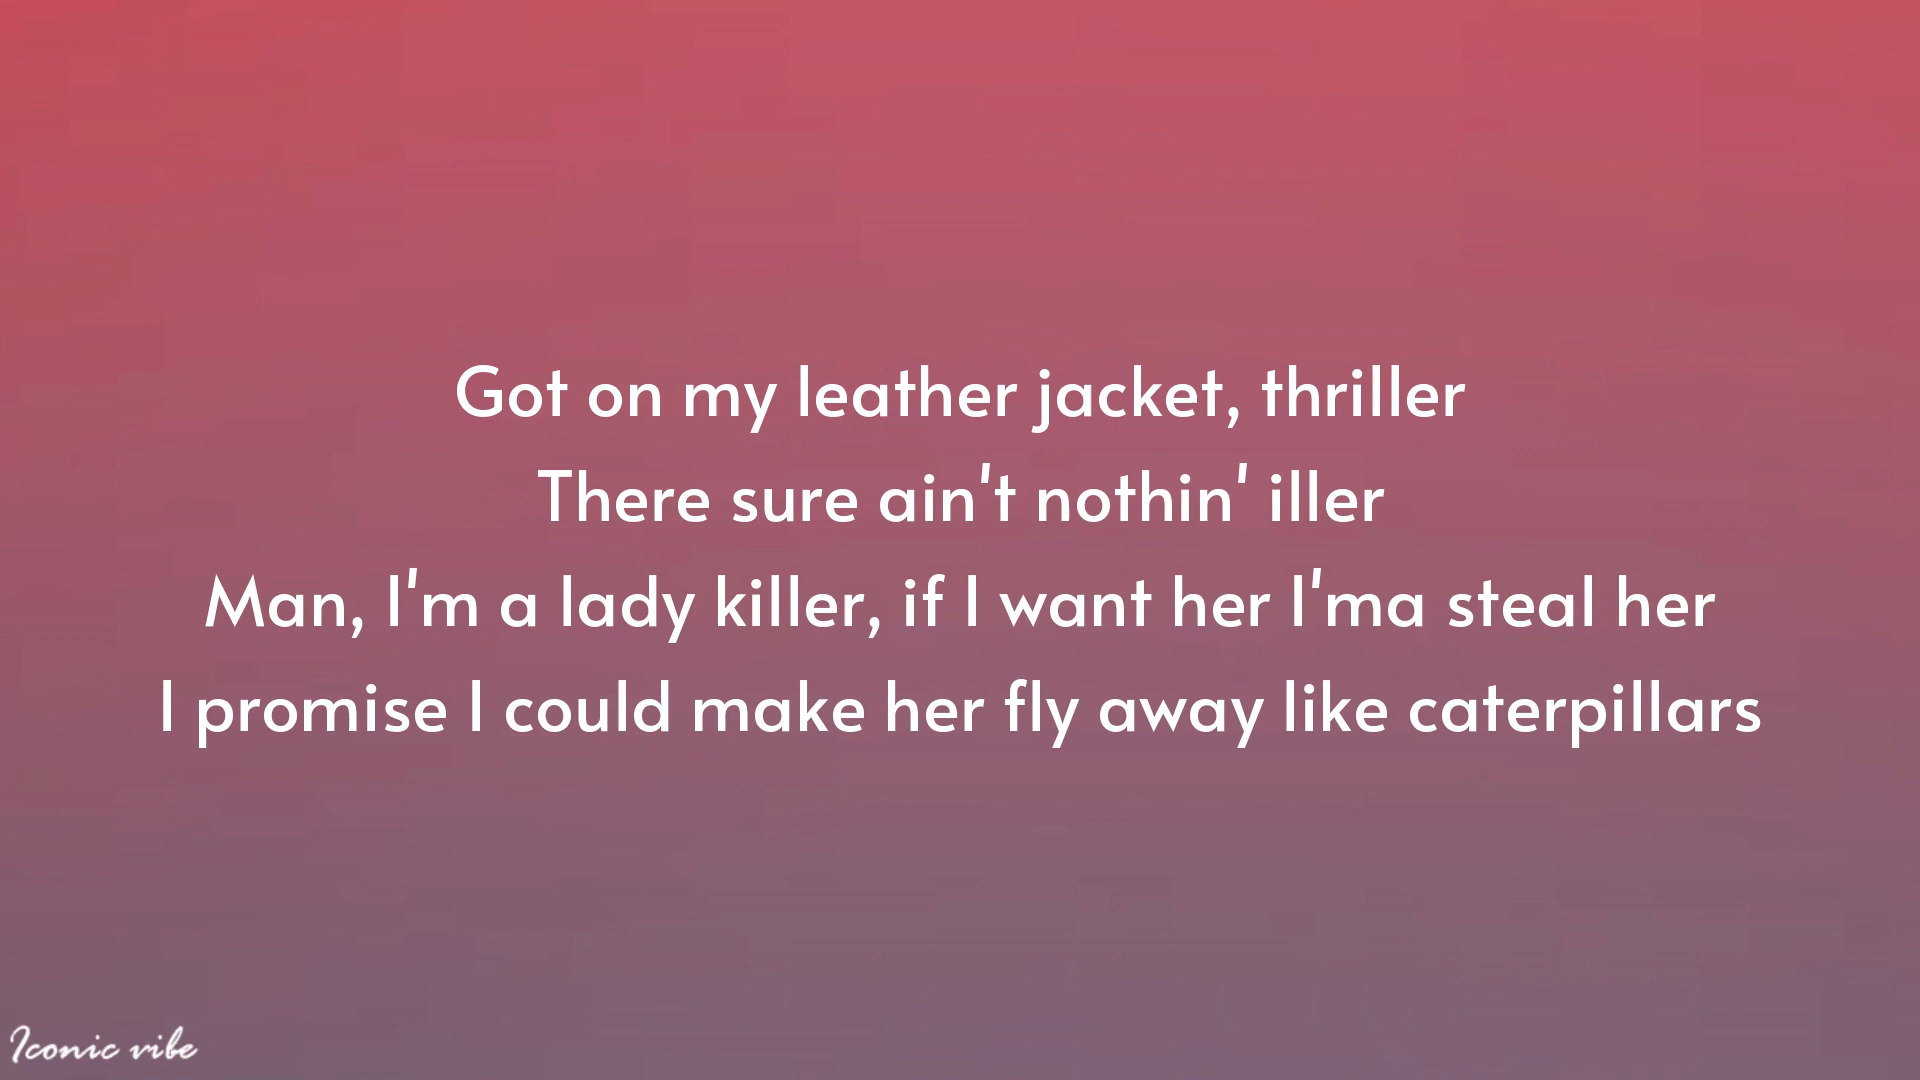 Got on my leather jacket, thriller
There sure ain't nothin' iller
Man, I'm a lady killer, if I want her I'ma steal her
I promise I could make her fly away like caterpillars
Iconic vibe